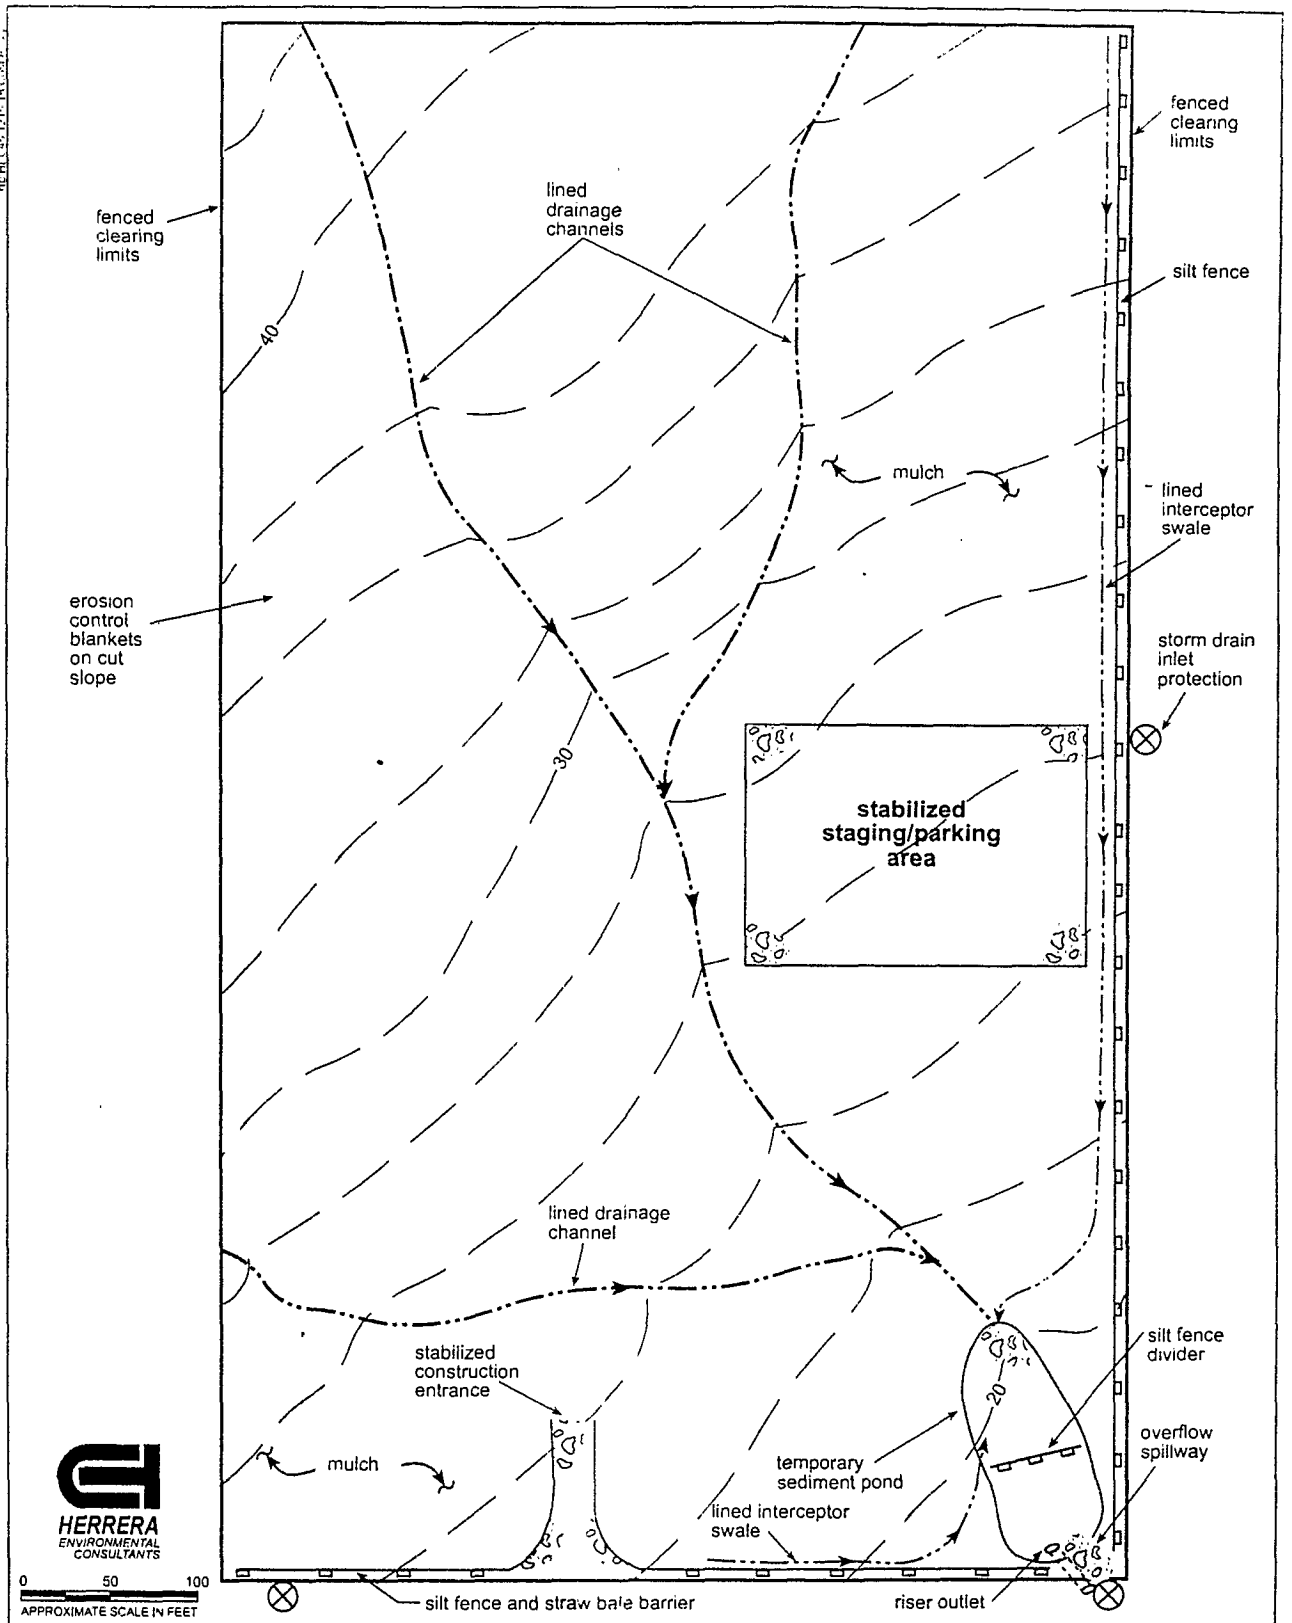 fenced
clearing
limits
fenced
clearing
limits
lined
drainage
channels
silt fence
40
mulch
lined
interceptor
swale
erosion
control
blankets
on cut
slope
storm drain
inlet
protection
30
stabilized
staging/parking
area
lined drainage
channel
stabilized
construction
entrance
silt fence
divider
20
overflow
spillway
mulch
temporary
sediment pond
lined interceptor
swale
HERRERA
ENVIRONMENTAL
CONSULTANTS
0 50 100
APPROXIMATE SCALE IN FEET
silt fence and straw bale barrier
riser outlet